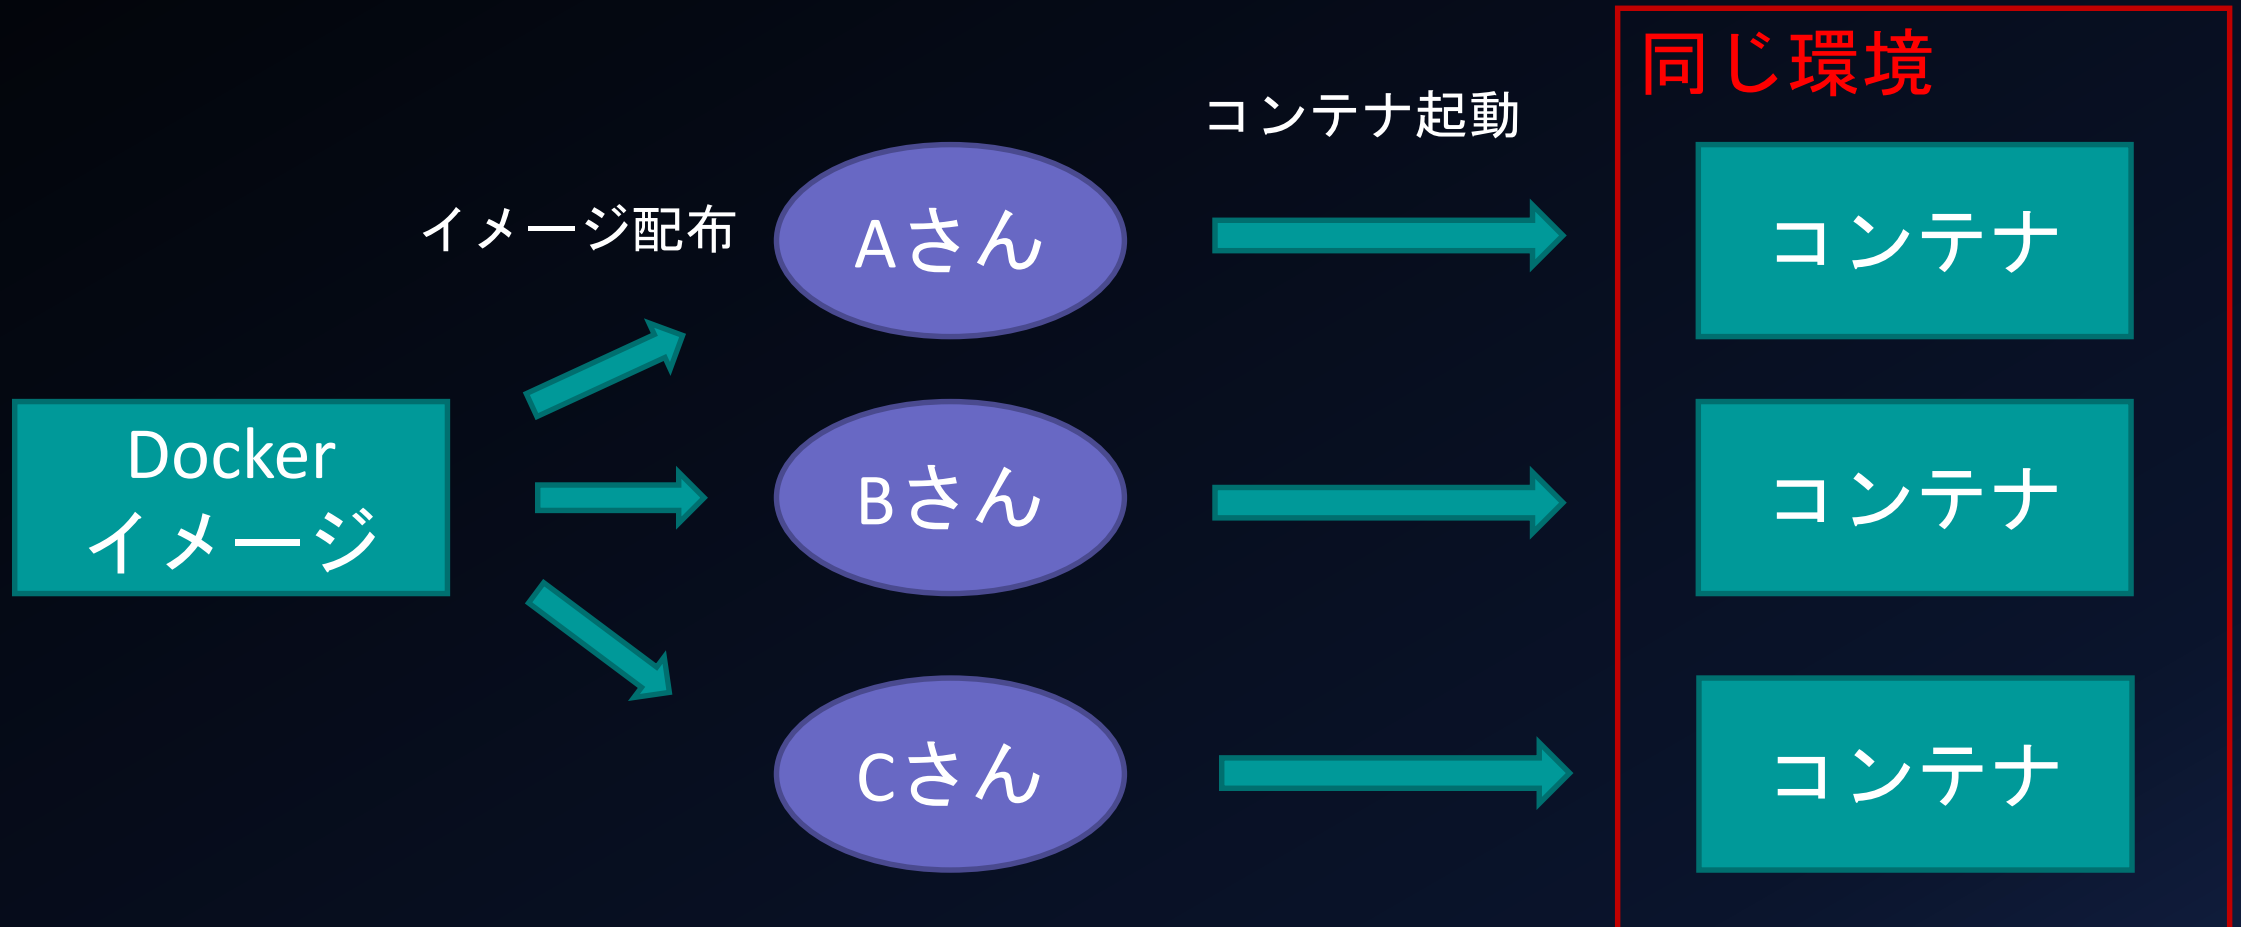 同じ環境
コンテナ起動
イメージ配布
Aさん
コンテナ
Docker
イメージ
Bさん
コンテナ
Cさん
コンテナ